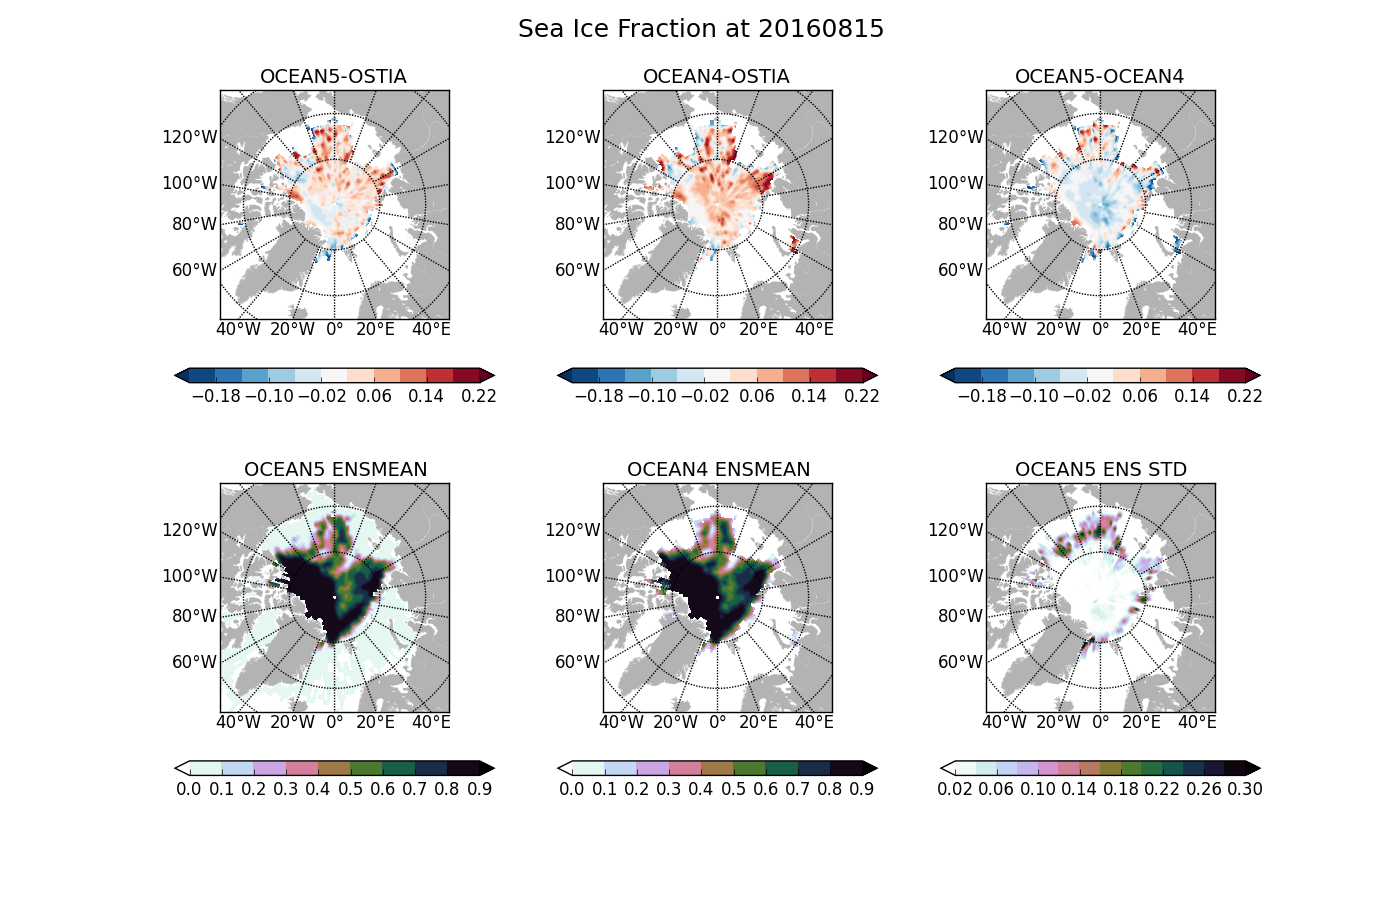 Sea Ice Fraction at 20160815
OCEAN5-OSTIA
OCEAN4-OSTIA
OCEAN5-OCEAN4
120°W
100°W
80°W
60°W
40°W 20°W 0° 20°E 40°E
120°W
100°W
80°W
60°W
40°W 20°W 0° 20°E 40°E
120°W
100°W
80°W
60°W
40°W 20°W 0° 20°E 40°E
−0.18 −0.10 −0.02 0.06 0.14 0.22
−0.18 −0.10 −0.02 0.06 0.14 0.22
−0.18 −0.10 −0.02 0.06 0.14 0.22
OCEAN5 ENSMEAN
OCEAN4 ENSMEAN
OCEAN5 ENS STD
120°W
100°W
80°W
60°W
40°W 20°W 0° 20°E 40°E
120°W
100°W
80°W
60°W
40°W 20°W 0° 20°E 40°E
120°W
100°W
80°W
60°W
40°W 20°W 0° 20°E 40°E
0.0 0.1 0.2 0.3 0.4 0.5 0.6 0.7 0.8 0.9
0.0 0.1 0.2 0.3 0.4 0.5 0.6 0.7 0.8 0.9
0.02 0.06 0.10 0.14 0.18 0.22 0.26 0.30